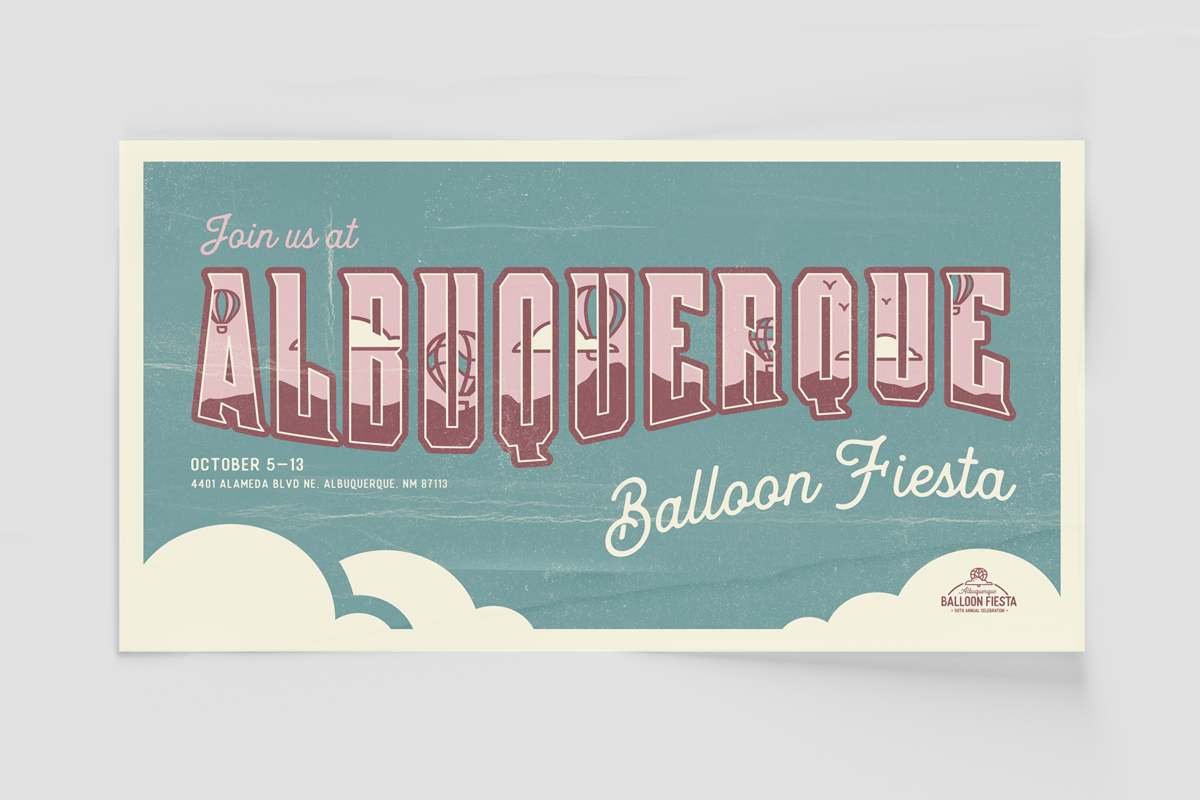 Join us at
ALBUQUERQUE
OCTOBER 5–13
4401 ALAMEDA BLVD NE. ALBUQUERQUE, NM 87113
Balloon Fiesta
Albuquerque
BALLOON FIESTA
• 50TH ANNUAL CELEBRATION •